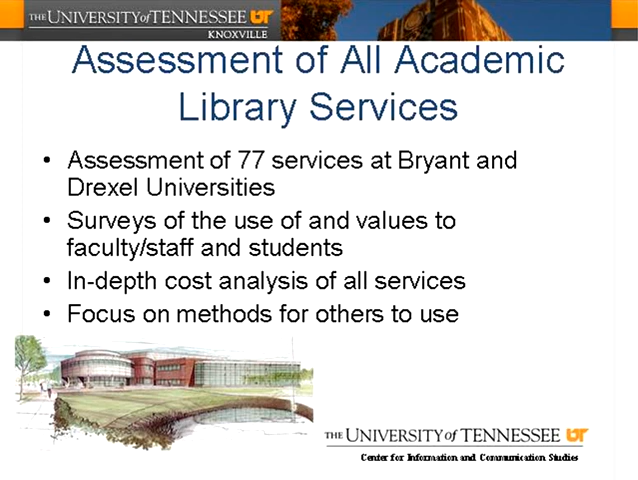 THE UNIVERSITY of TENNESSEE UT
KNOXVILLE
Assessment of All Academic
Library Services
• Assessment of 77 services at Bryant and
Drexel Universities
• Surveys of the use of and values to
faculty/staff and students
• In-depth cost analysis of all services
• Focus on methods for others to use
THE UNIVERSITY of TENNESSEE UT
Center for Information and Communication Studies